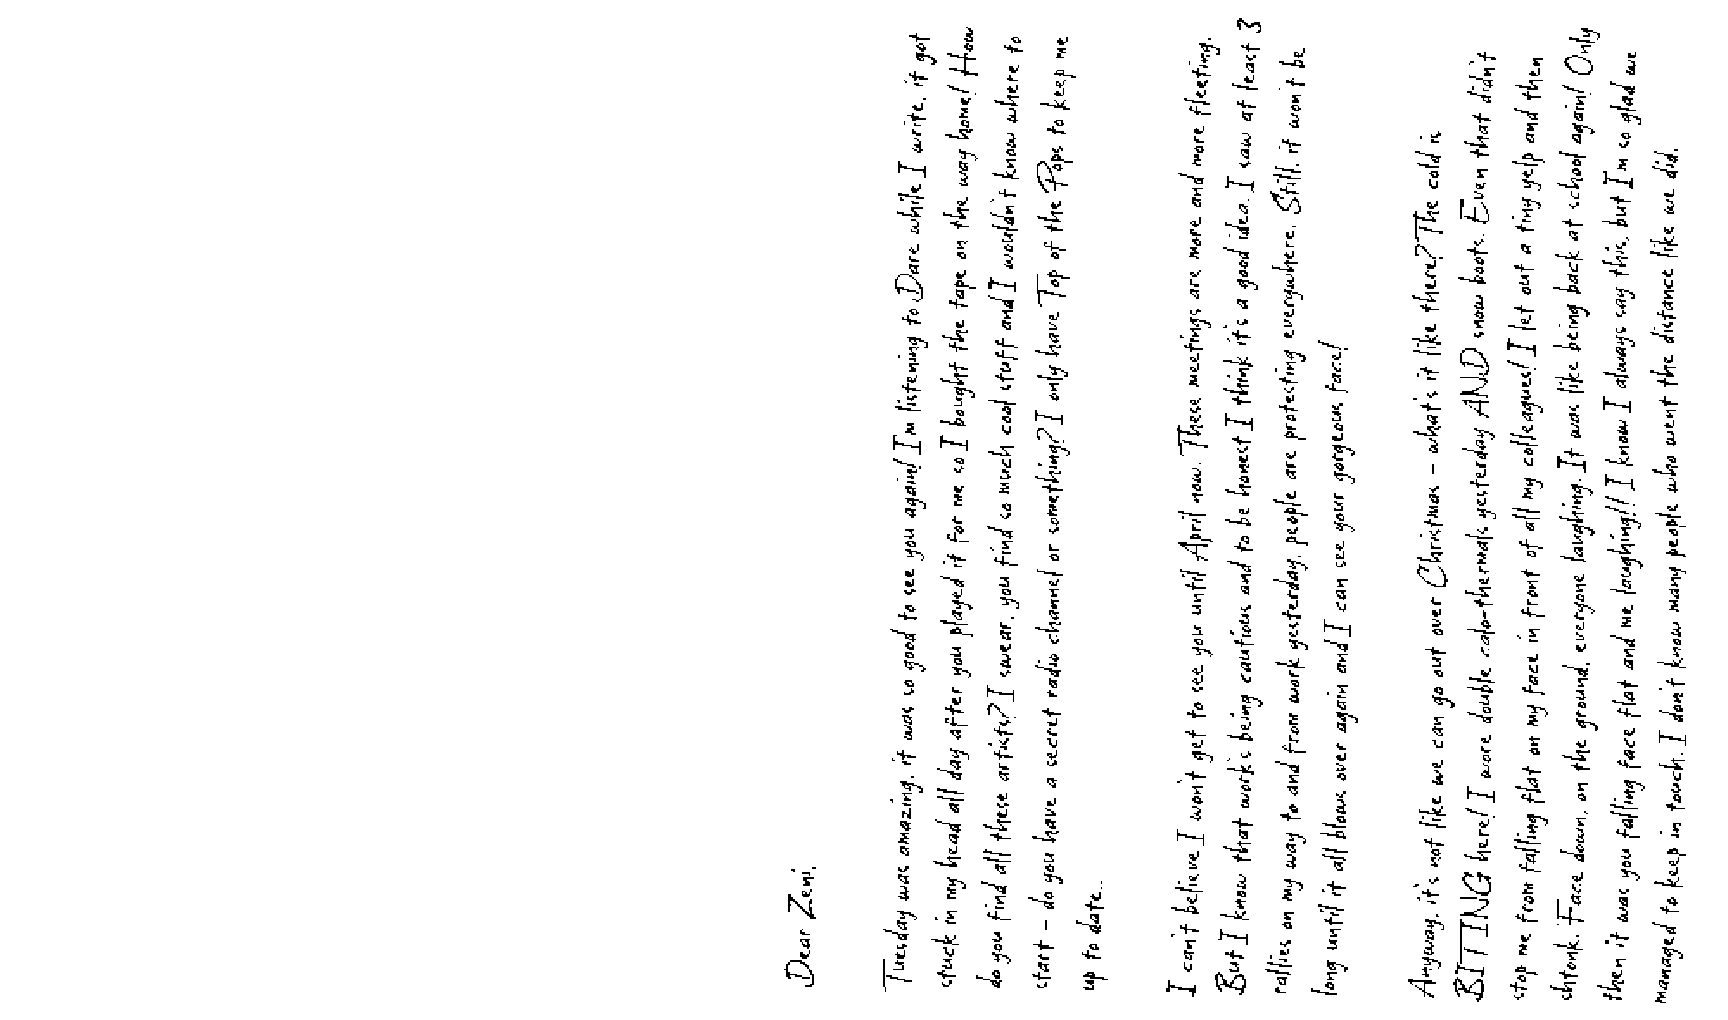 Dear Zeni,
Tuesday was amazing, it was so good to see you again! I'm listening to Dare while I write, it got
stuck in my head all day after you played it for me so I bought the tape on the way home! How
do you find all these artists? I swear, you find so much cool stuff and I wouldn't know where to
start - do you have a secret radio channel or something? I only have Top of the Pops to keep me
up to date...
I can't believe I won't get to see you until April now. These meetings are more and more fleeting.
But I know that work's being cautious and to be honest I think it's a good idea. I saw at least 3
rallies on my way to and from work yesterday, people are protesting everywhere. Still, it won't be
long until it all blows over again and I can see your gorgeous face!
Anyway, it's not like we can go out over Christmas - what's it like there? The cold is
BITING here! I wore double calo-thermals yesterday AND snow boots. Even that didn't
stop me from falling flat on my face in front of all my colleagues! I let out a tiny yelp and then
shtonk. Face down, on the ground, everyone laughing. It was like being back at school again! Only
then it was you falling face flat and me laughing!! I know I always say this, but I'm so glad we
managed to keep in touch. I don't know many people who went the distance like we did.